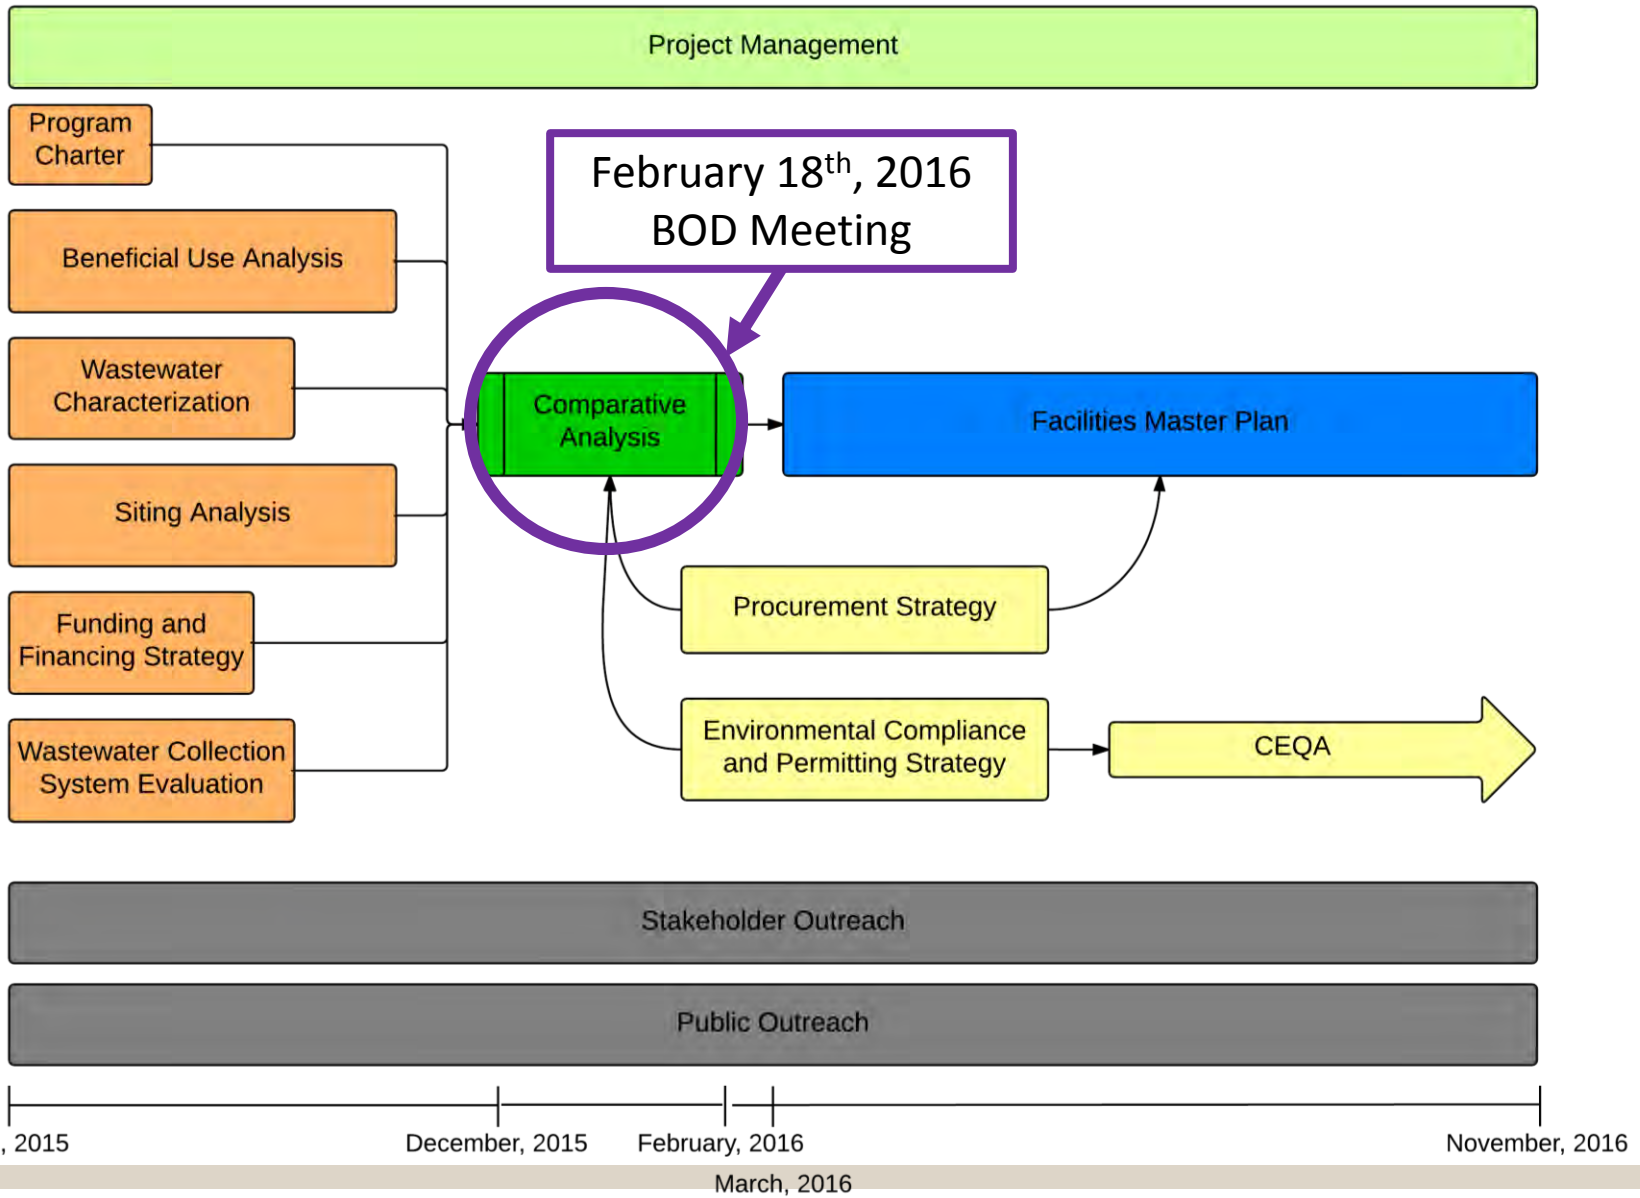 Project Management
Program
Charter
February 18th, 2016
BOD Meeting
Beneficial Use Analysis
Wastewater
Characterization
Comparative
Analysis
Facilities Master Plan
Siting Analysis
Procurement Strategy
Funding and
Financing Strategy
Environmental Compliance
and Permitting Strategy
CEQA
Wastewater Collection
System Evaluation
Stakeholder Outreach
Public Outreach
, 2015
December, 2015
February, 2016
November, 2016
March, 2016